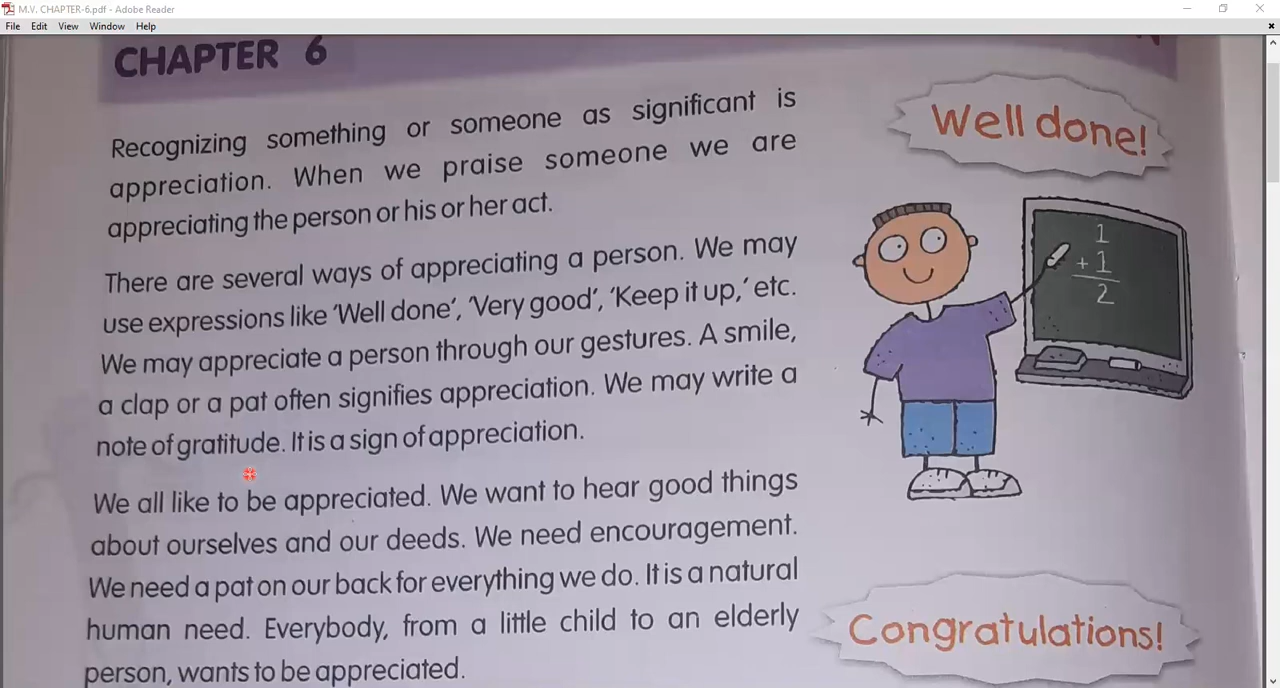 M.V. CHAPTER-6.pdf - Adobe Reader
File Edit View Window Help
CHAPTER 6
Recognizing something or someone as significant is
appreciation. When we praise someone we are
appreciating the person or his or her act.
There are several ways of appreciating a person. We may
use expressions like 'Well done', 'Very good', 'Keep it up,' etc.
We may appreciate a person through our gestures. A smile,
a clap or a pat often signifies appreciation. We may write a
note of gratitude. It is a sign of appreciation.
We all like to be appreciated. We want to hear good things
about ourselves and our deeds. We need encouragement.
We need a pat on our back for everything we do. It is a natural
human need. Everybody, from a little child to an elderly
person, wants to be appreciated.
Well done!
1
+ 1
2
Congratulations!